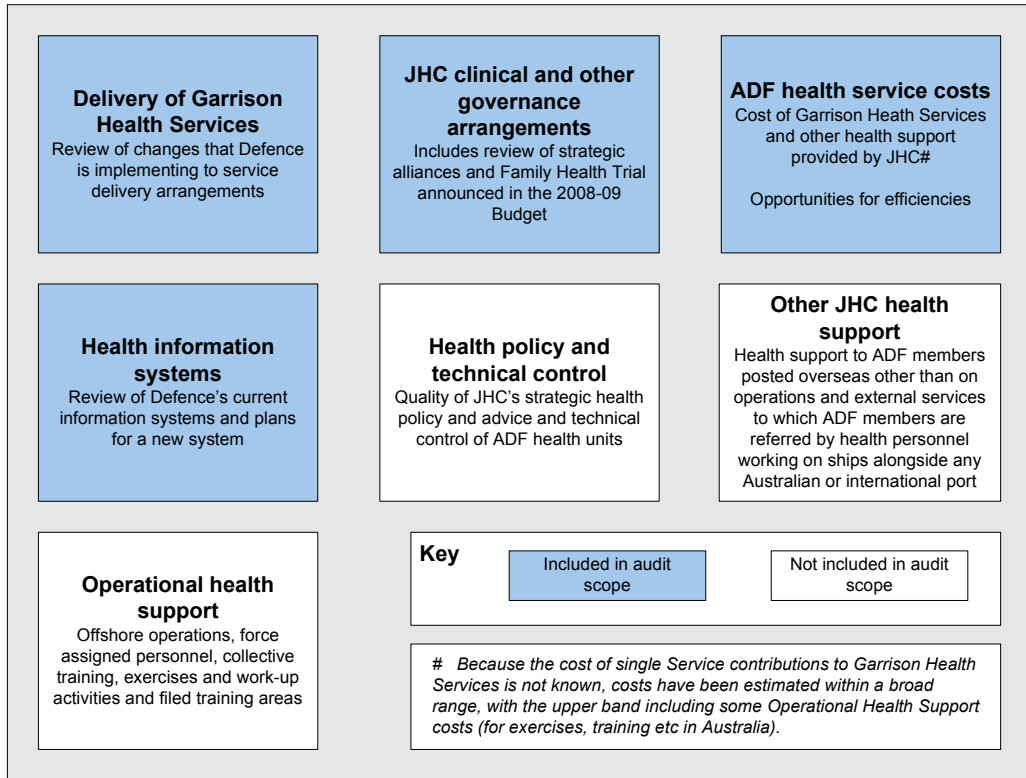 Delivery of Garrison
Health Services
Review of changes that Defence
is implementing to service
delivery arrangements
JHC clinical and other
governance
arrangements
Includes review of strategic
alliances and Family Health Trial
announced in the 2008-09
Budget
ADF health service costs
Cost of Garrison Heath Services
and other health support
provided by JHC#
Opportunities for efficiencies
Health information
systems
Review of Defence's current
information systems and plans
for a new system
Health policy and
technical control
Quality of JHC's strategic health
policy and advice and technical
control of ADF health units
Other JHC health
support
Health support to ADF members
posted overseas other than on
operations and external services
to which ADF members are
referred by health personnel
working on ships alongside any
Australian or international port
Operational health
support
Offshore operations, force
assigned personnel, collective
training, exercises and work-up
activities and filed training areas
Key
Included in audit
scope
Not included in audit
scope
# Because the cost of single Service contributions to Garrison Health
Services is not known, costs have been estimated within a broad
range, with the upper band including some Operational Health Support
costs (for exercises, training etc in Australia).